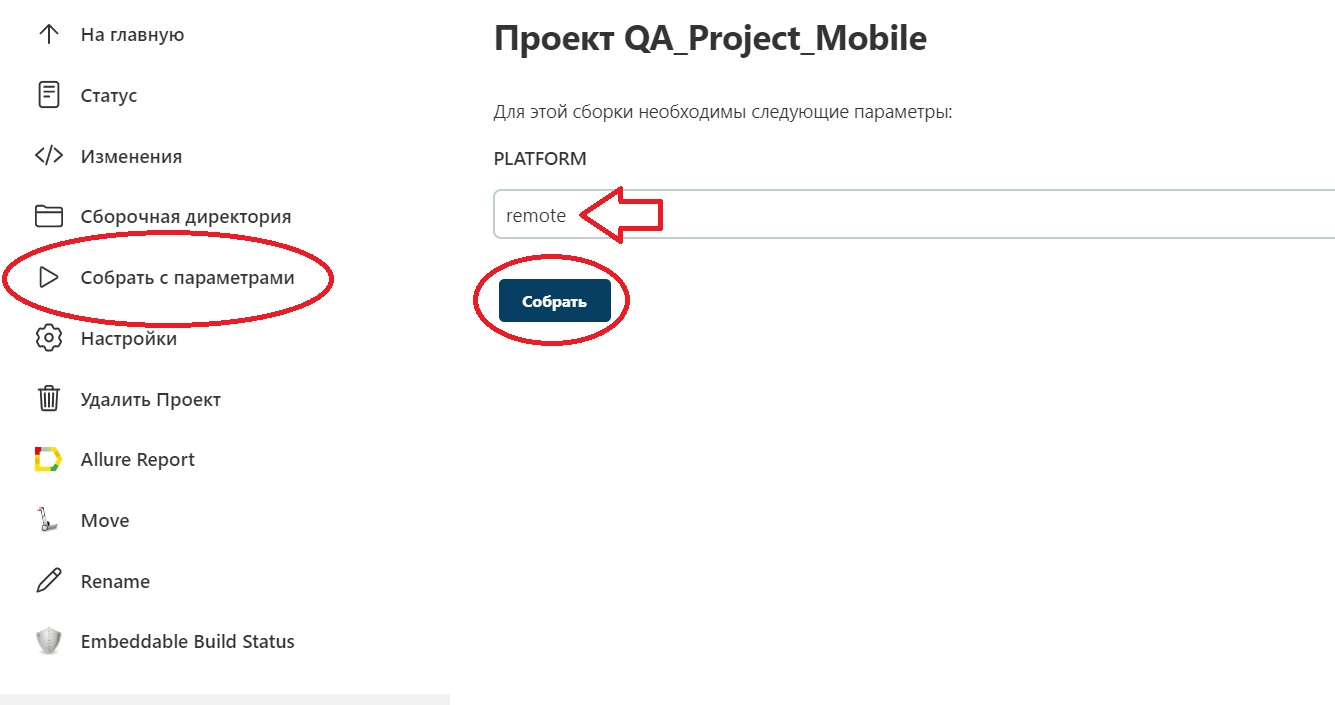 На главную
Статус
Изменения
Сборочная директория
Собрать с параметрами
Настройки
Удалить Проект
Allure Report
Move
Rename
Embeddable Build Status
Проект QA_Project_Mobile
Для этой сборки необходимы следующие параметры:
PLATFORM
remote
Собрать